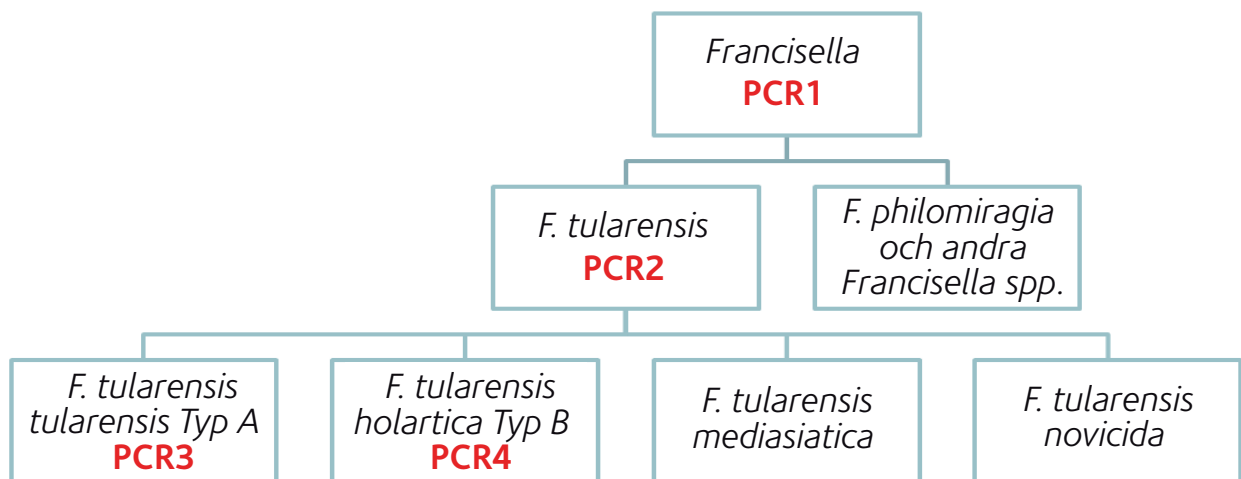 Francisella
PCR1
F. tularensis
PCR2
F. philomiragia
och andra
Francisella spp.
F. tularensis
tularensis Typ A
PCR3
F. tularensis
holartica Typ B
PCR4
F. tularensis
mediasiatica
F. tularensis
novicida